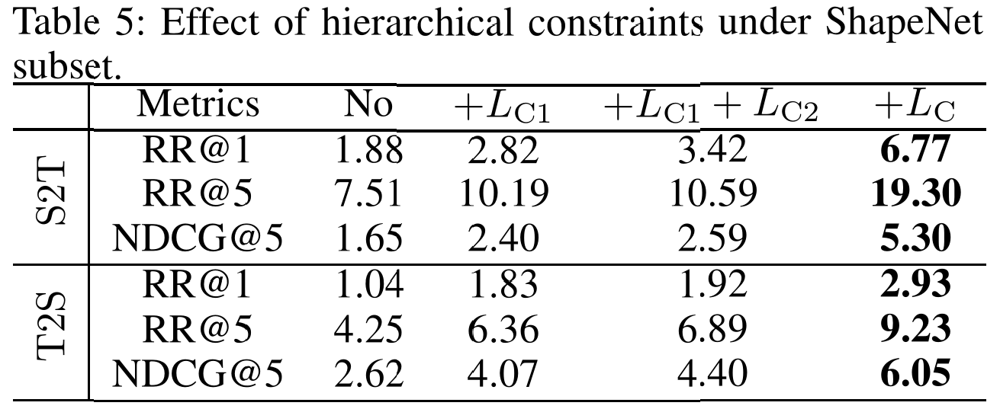 Table 5: Effect of hierarchical constraints under ShapeNet
subset.
Metrics No +L_C1 +L_C1 + L_C2 +L_C
S2T
RR@1 1.88 2.82 3.42 6.77
RR@5 7.51 10.19 10.59 19.30
NDCG@5 1.65 2.40 2.59 5.30
T2S
RR@1 1.04 1.83 1.92 2.93
RR@5 4.25 6.36 6.89 9.23
NDCG@5 2.62 4.07 4.40 6.05